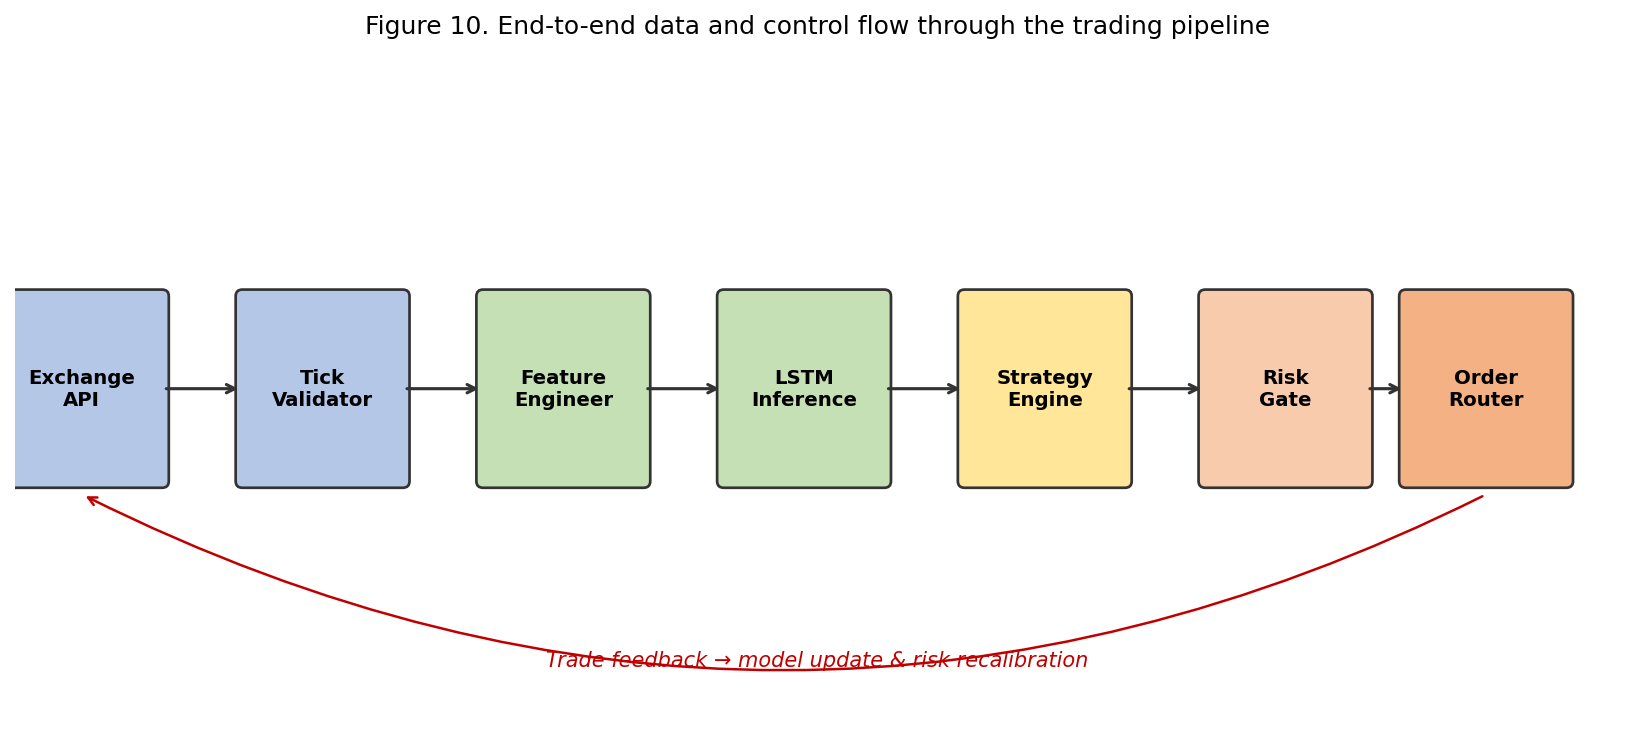 Figure 10. End-to-end data and control flow through the trading pipeline
Exchange
API
Tick
Validator
Feature
Engineer
LSTM
Inference
Strategy
Engine
Risk
Gate
Order
Router
Trade feedback → model update & risk recalibration